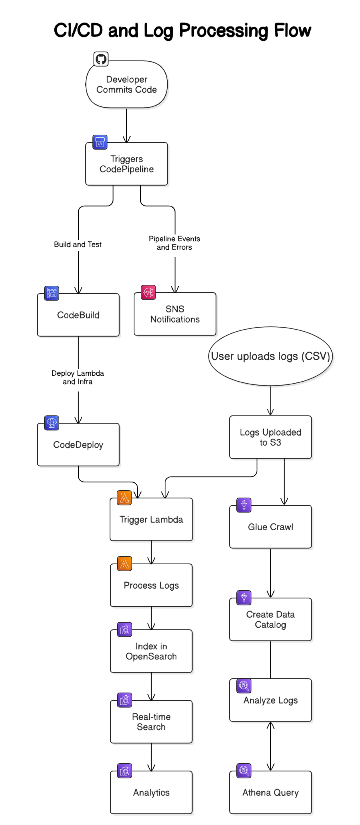 CI/CD and Log Processing Flow
Developer
Commits Code
Triggers
CodePipeline
Build and Test
Pipeline Events
and Errors
CodeBuild
SNS
Notifications
User uploads logs (CSV)
Deploy Lambda
and Infra
CodeDeploy
Logs Uploaded
to S3
Trigger Lambda
Glue Crawl
Process Logs
Create Data
Catalog
Index in
OpenSearch
Analyze Logs
Real-time
Search
Analytics
Athena Query